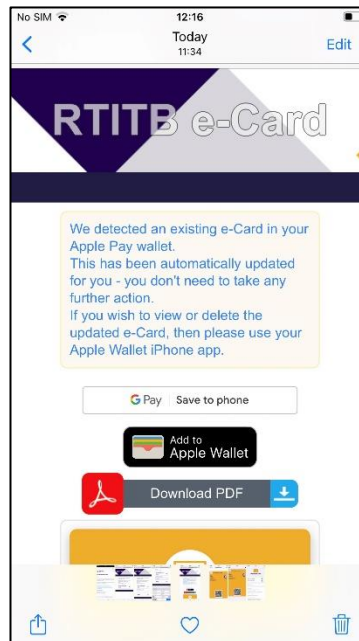 No SIM 12:16
Today
11:34
Edit
RTITB e-Card
We detected an existing e-Card in your
Apple Pay wallet.
This has been automatically updated
for you - you don't need to take any
further action.
If you wish to view or delete the
updated e-Card, then please use your
Apple Wallet iPhone app.
G Pay Save to phone
Add to
Apple Wallet
Download PDF